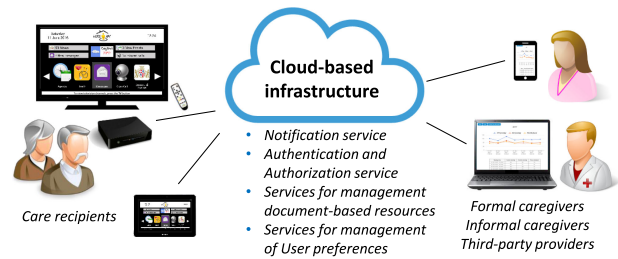 Saturday
Cloud-based
infrastructure
• Notification service
• Authentication and
Authorization service
• Services for management
document-based resources
• Services for management
of User preferences
Care recipients
Formal caregivers
Informal caregivers
Third-party providers